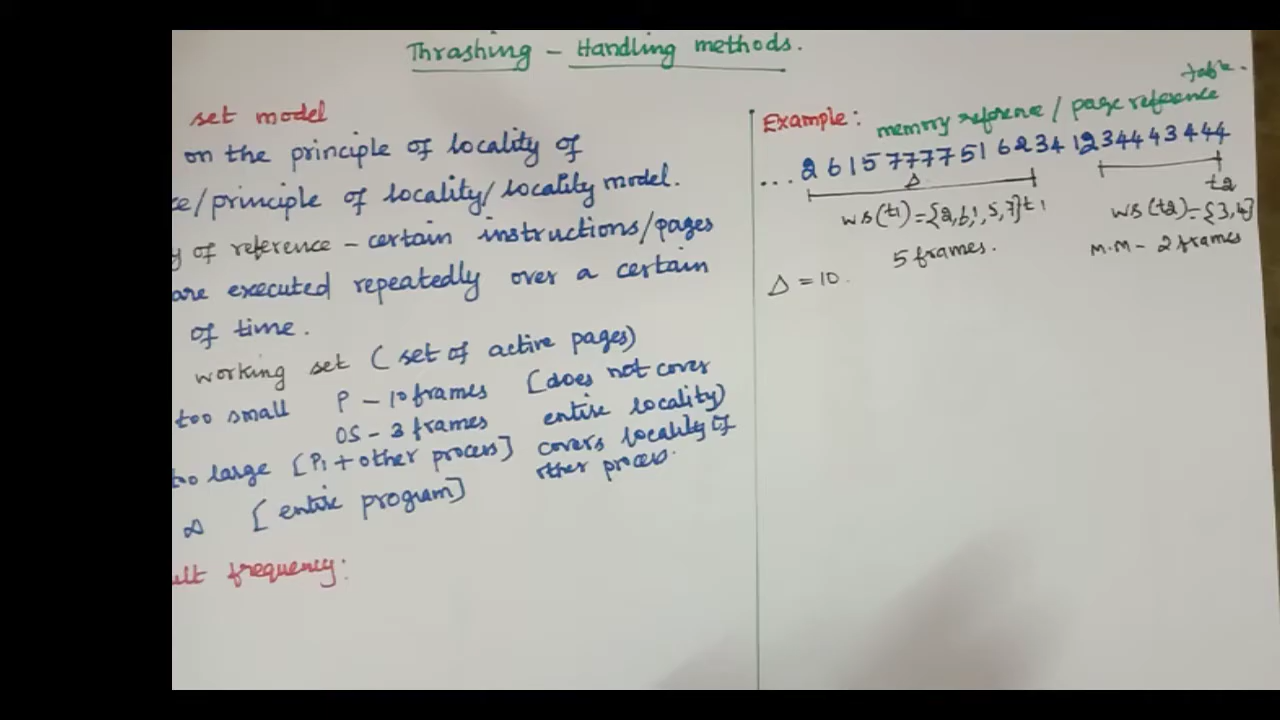 Thrashing - Handling methods.
set model
on the principle of locality of
ce/principle of locality/locality model.
y of reference - certain instructions/pages
are executed repeatedly over a certain
of time.
working set (set of active pages)
too small P - 10 frames [does not cover
OS - 3 frames entire locality)
too large [P1 + other process] covers locality of
other process.
∞ [entire program]
ult frequency:
table.
Example: memory reference / page reference
... 2 6 1 5 7 7 7 7 5 1 6 2 3 4 1 2 3 4 4 4 3 4 4 4
Δ
t2
ws(t1) = {2,6,1,5,7} t1 ws(t2) = {3,4}
5 frames. M.M - 2 frames
Δ = 10.